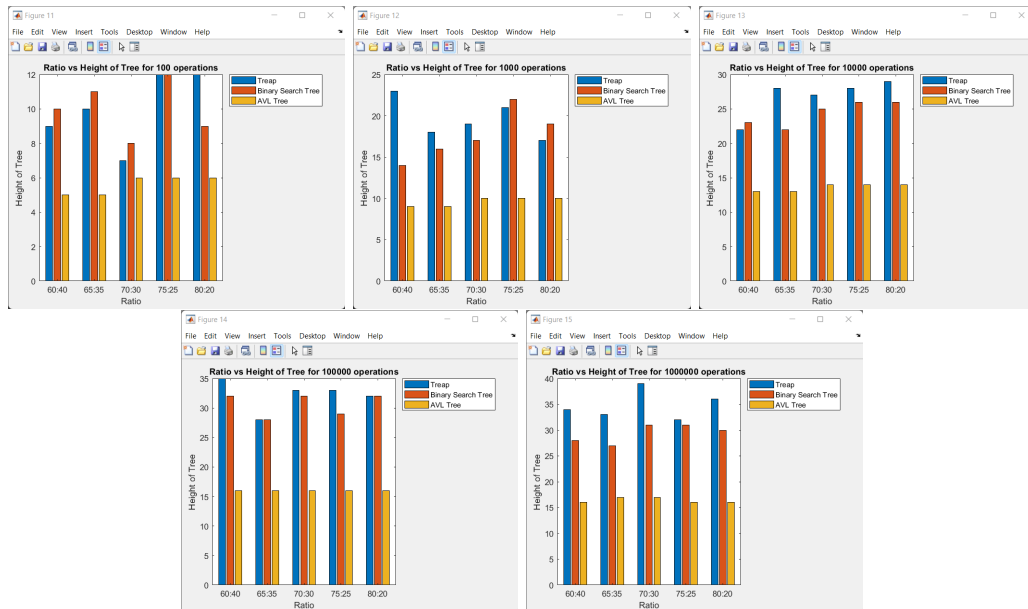 Figure 11
File Edit View Insert Tools Desktop Window Help
Ratio vs Height of Tree for 100 operations
Treap
Binary Search Tree
AVL Tree
12
10
8
6
4
2
0
Height of Tree
60:40 65:35 70:30 75:25 80:20
Ratio
Figure 12
File Edit View Insert Tools Desktop Window Help
Ratio vs Height of Tree for 1000 operations
Treap
Binary Search Tree
AVL Tree
25
20
15
10
5
0
Height of Tree
60:40 65:35 70:30 75:25 80:20
Ratio
Figure 13
File Edit View Insert Tools Desktop Window Help
Ratio vs Height of Tree for 10000 operations
Treap
Binary Search Tree
AVL Tree
30
25
20
15
10
5
0
Height of Tree
60:40 65:35 70:30 75:25 80:20
Ratio
Figure 14
File Edit View Insert Tools Desktop Window Help
Ratio vs Height of Tree for 100000 operations
Treap
Binary Search Tree
AVL Tree
35
30
25
20
15
10
5
0
Height of Tree
60:40 65:35 70:30 75:25 80:20
Ratio
Figure 15
File Edit View Insert Tools Desktop Window Help
Ratio vs Height of Tree for 1000000 operations
Treap
Binary Search Tree
AVL Tree
40
35
30
25
20
15
10
5
0
Height of Tree
60:40 65:35 70:30 75:25 80:20
Ratio